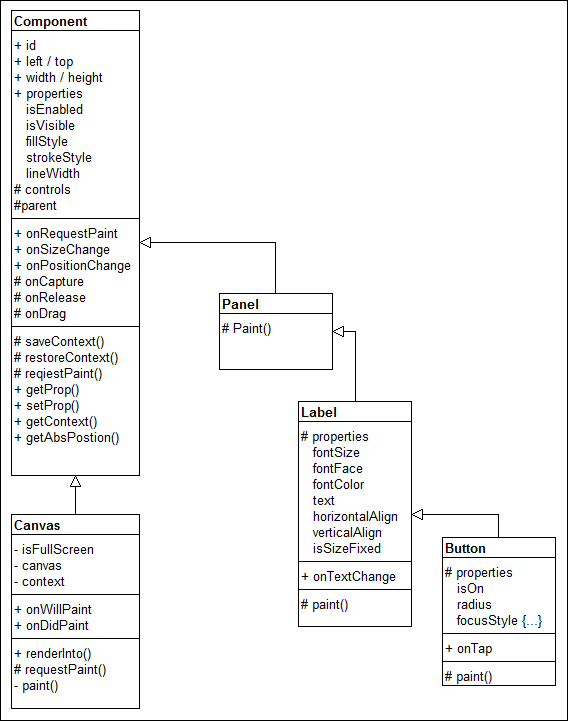 Component
+ id
+ left / top
+ width / height
+ properties
isEnabled
isVisible
fillStyle
strokeStyle
lineWidth
# controls
#parent
+ onRequestPaint
+ onSizeChange
+ onPositionChange
# onCapture
# onRelease
# onDrag
# saveContext()
# restoreContext()
# reqiestPaint()
+ getProp()
+ setProp()
+ getContext()
+ getAbsPostion()
Panel
# Paint()
Label
# properties
fontSize
fontFace
fontColor
text
horizontalAlign
verticalAlign
isSizeFixed
+ onTextChange
# paint()
Canvas
- isFullScreen
- canvas
- context
+ onWillPaint
+ onDidPaint
+ renderInto()
# requestPaint()
- paint()
Button
# properties
isOn
radius
focusStyle {...}
+ onTap
# paint()